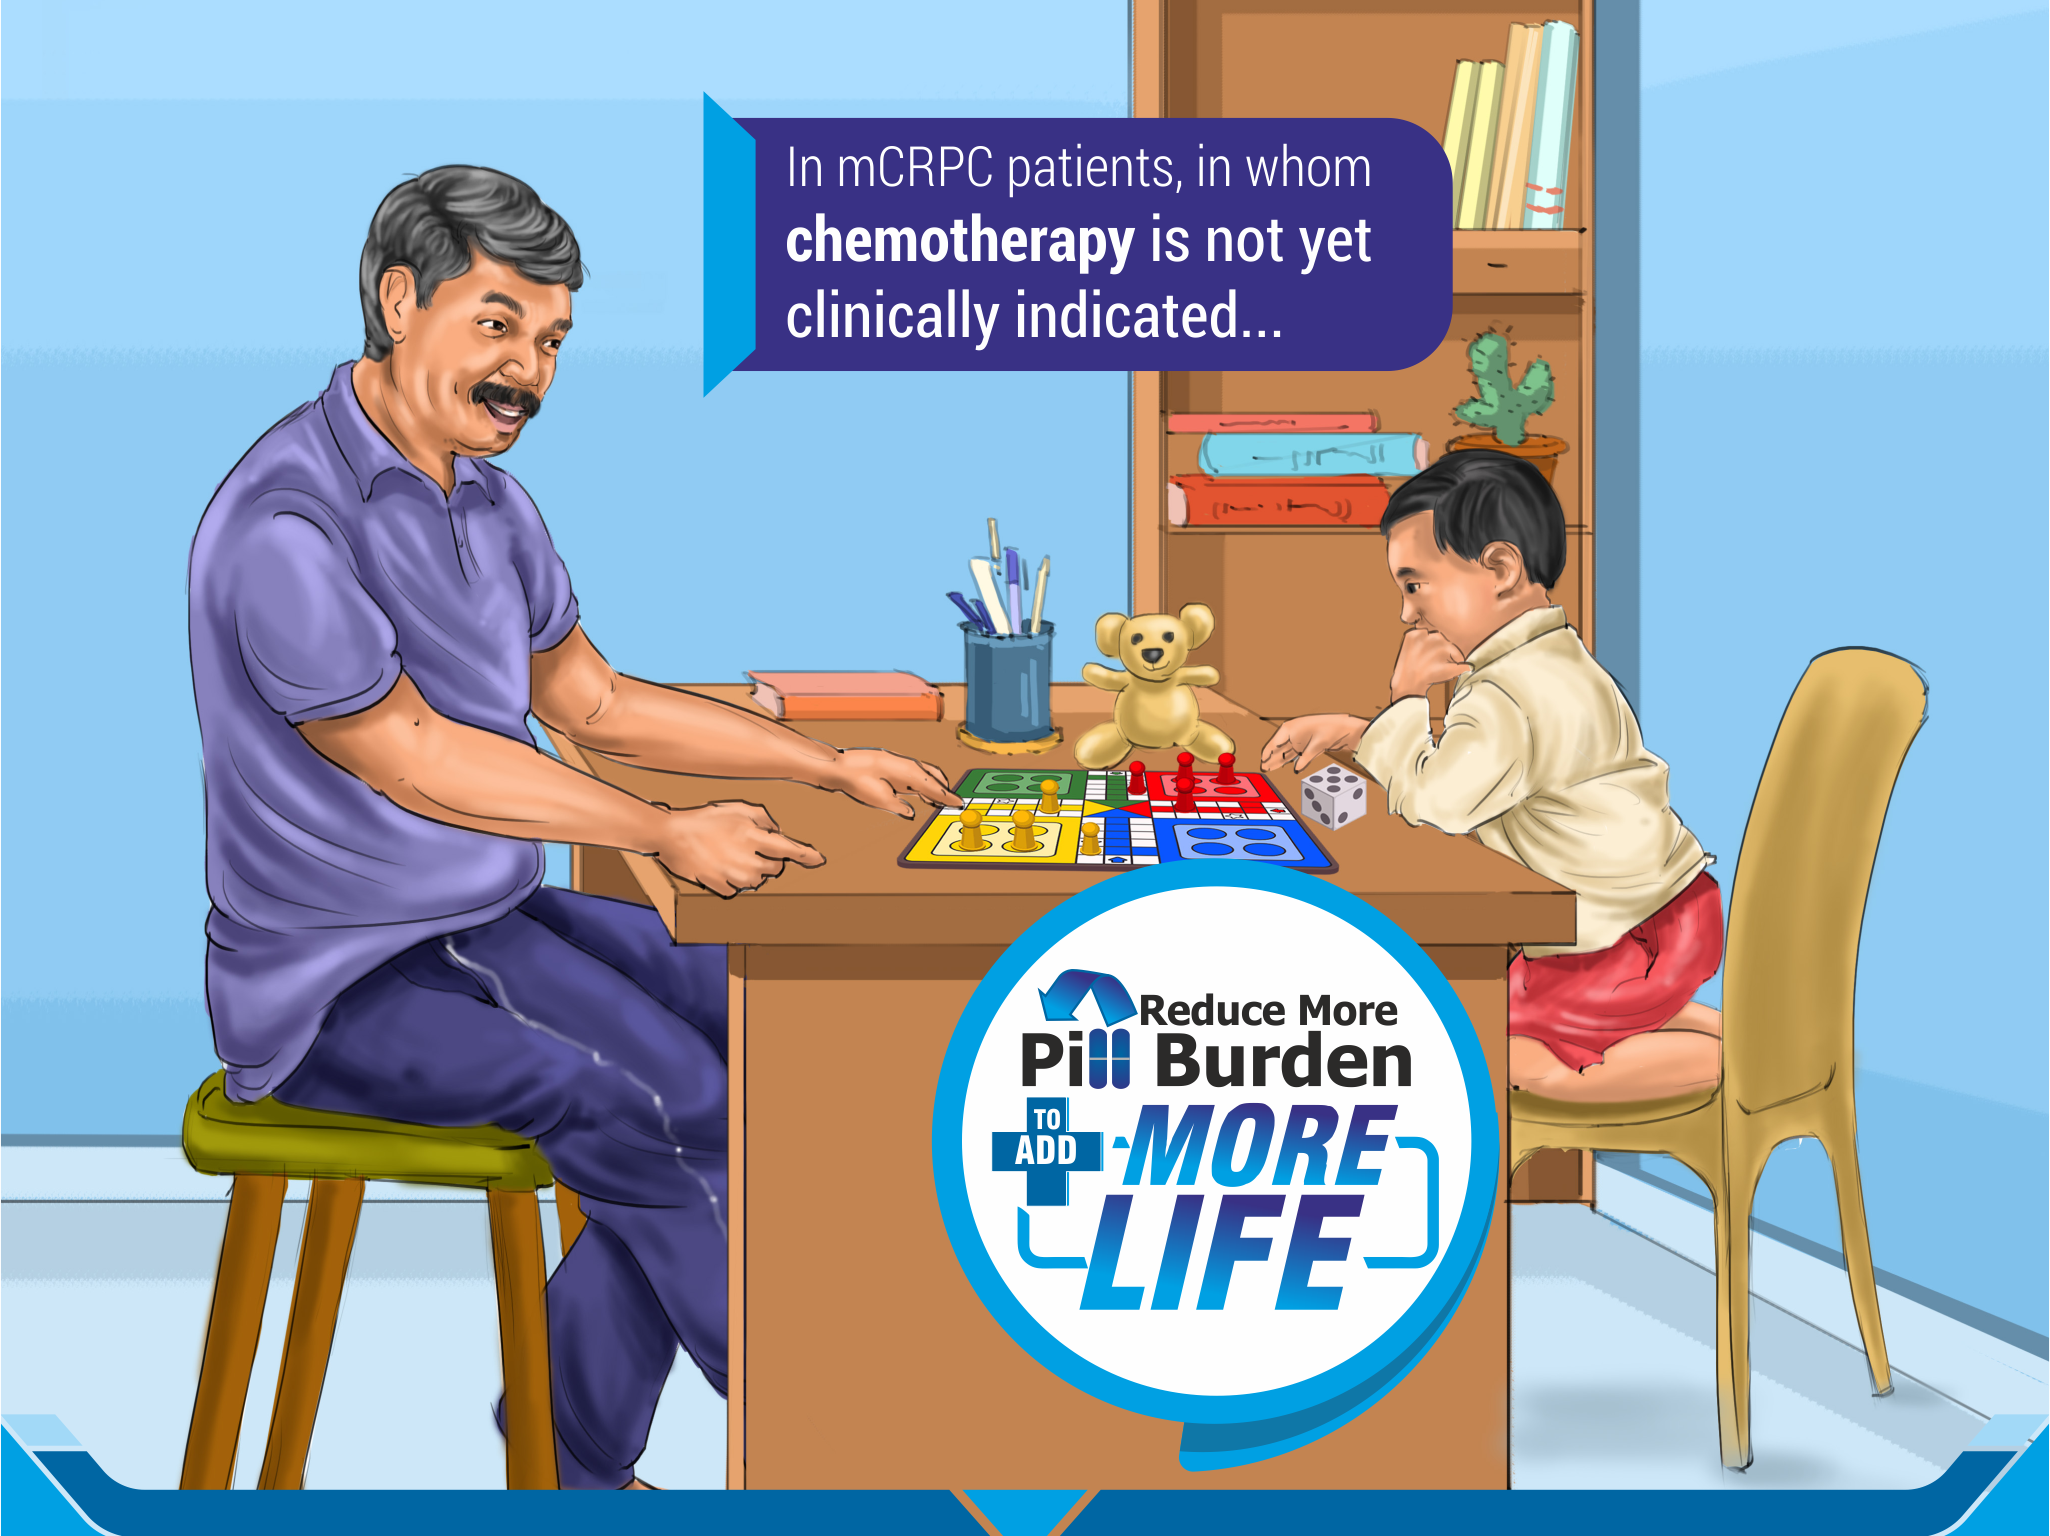 In mCRPC patients, in whom
chemotherapy is not yet
clinically indicated...
Reduce More
Pill Burden
TO
ADD
MORE
LIFE